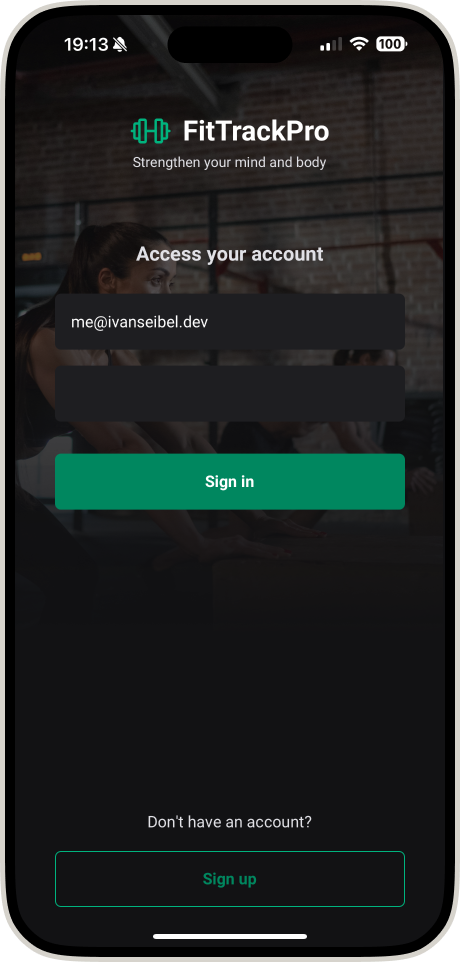 19:13
100
FitTrackPro
Strengthen your mind and body
Access your account
me@ivanseibel.dev
Sign in
Don't have an account?
Sign up